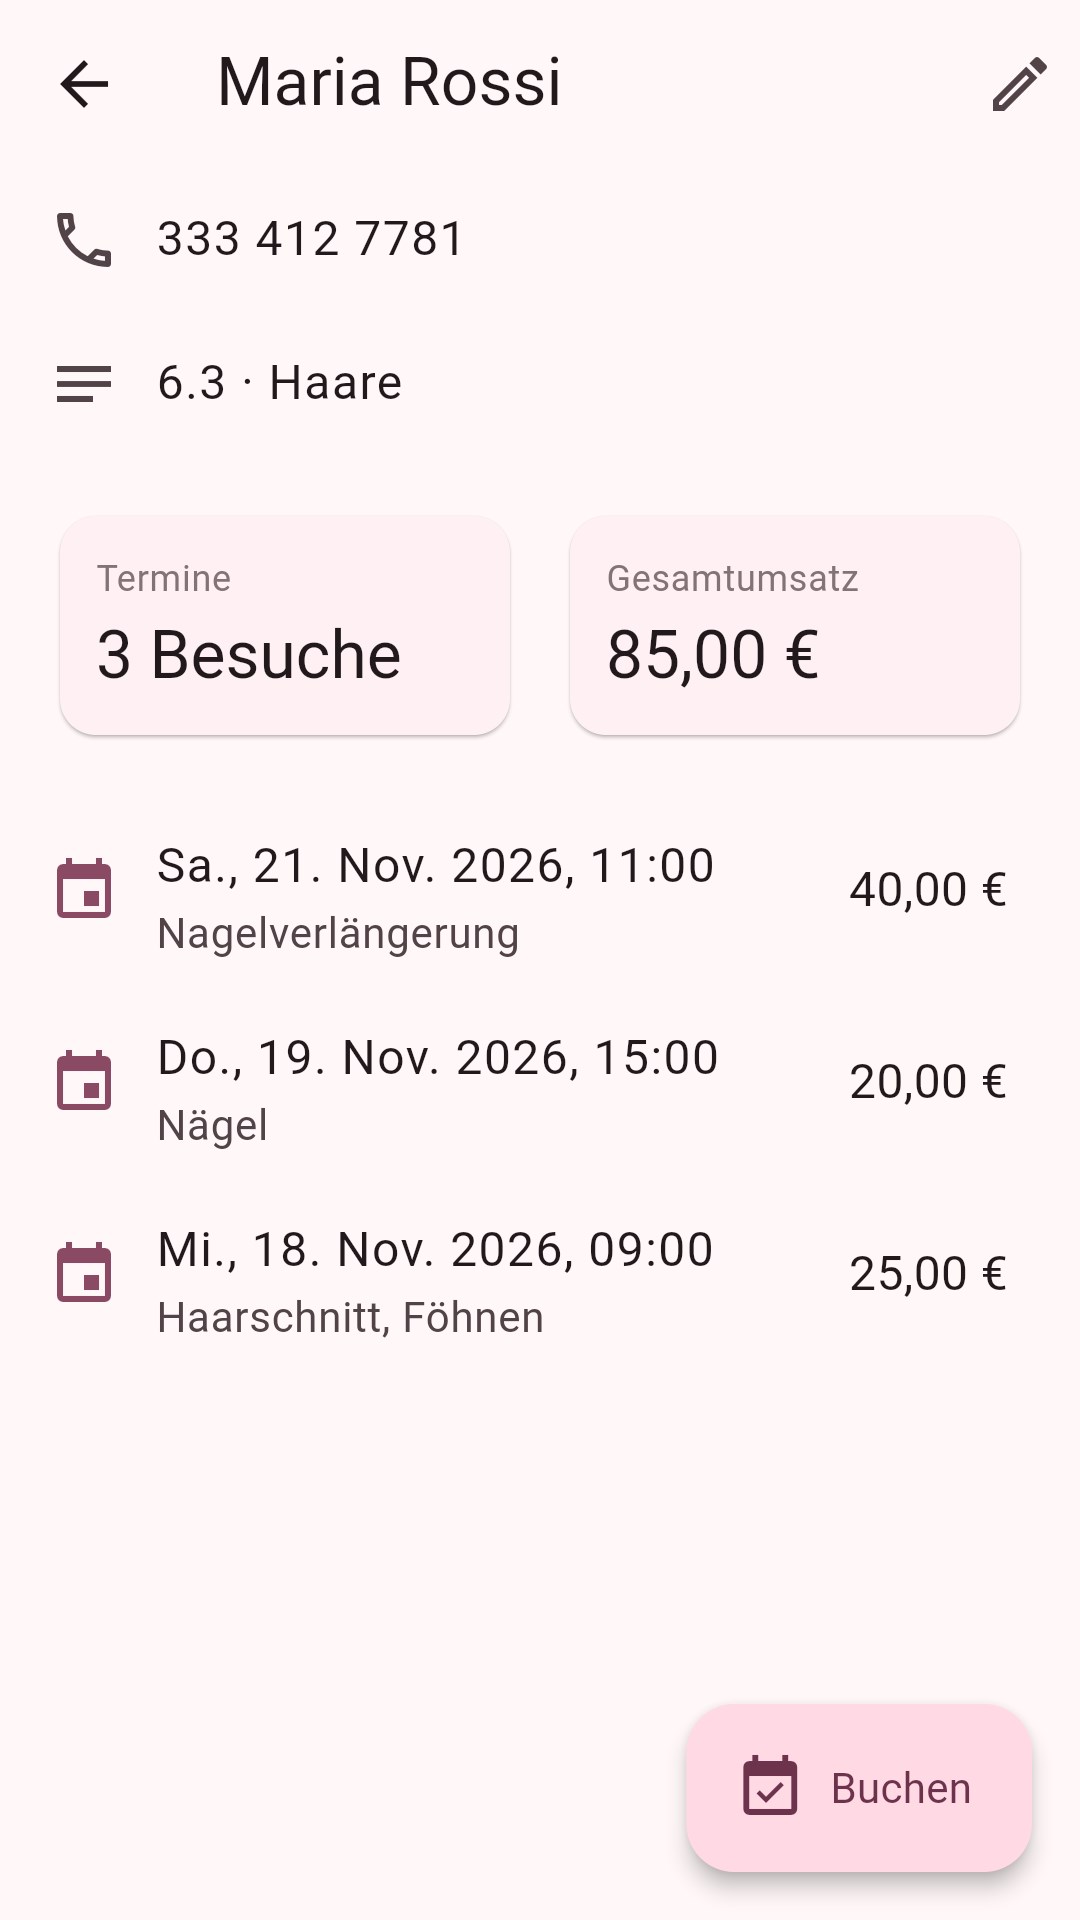 Maria Rossi
333 412 7781
6.3 · Haare
Termine
3 Besuche
Gesamtumsatz
85,00 €
Sa., 21. Nov. 2026, 11:00
Nagelverlängerung
40,00 €
Do., 19. Nov. 2026, 15:00
Nägel
20,00 €
Mi., 18. Nov. 2026, 09:00
Haarschnitt, Föhnen
25,00 €
Buchen